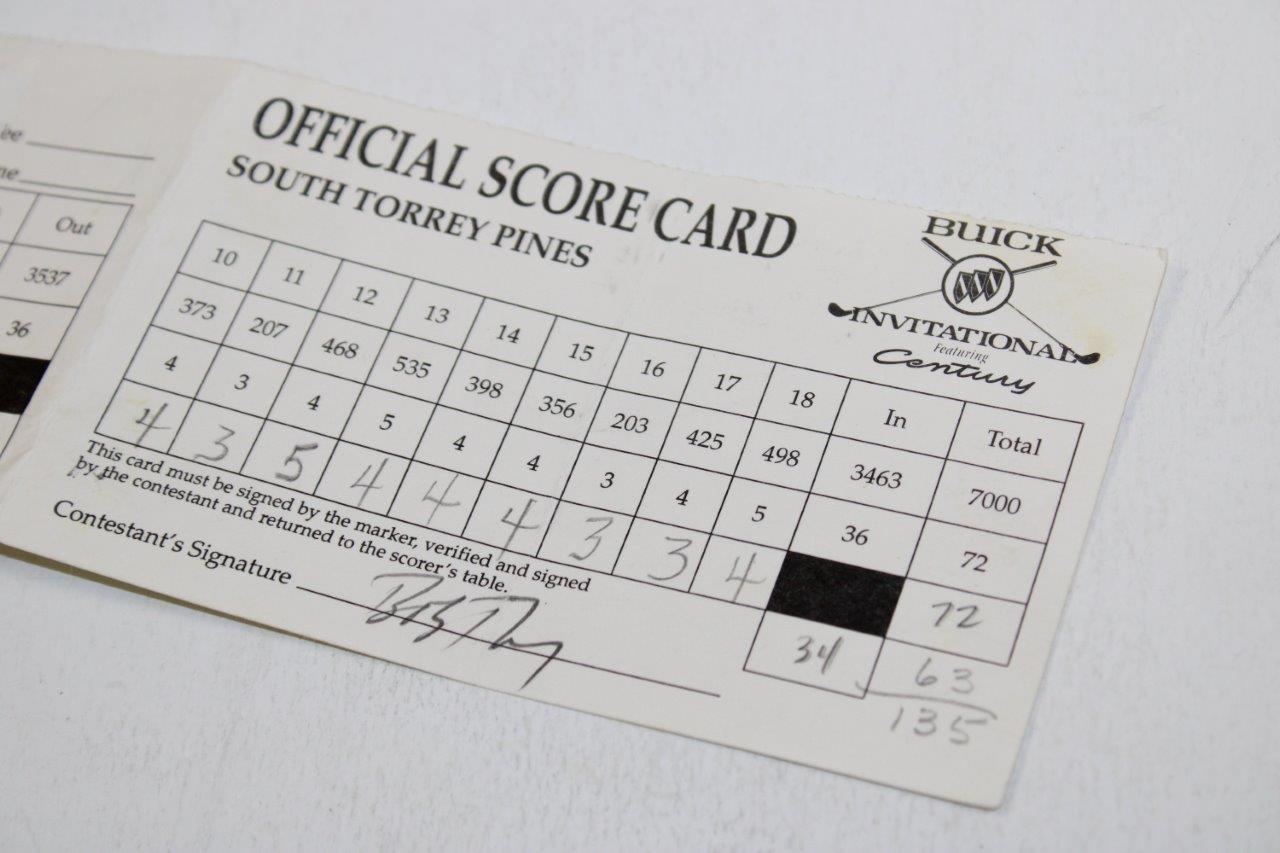 OFFICIAL SCORE CARD
SOUTH TORREY PINES
BUICK
INVITATIONAL
Featuring
Century
Out
3537
36
10 11 12 13 14 15 16 17 18 In Total
373 207 468 535 398 356 203 425 498 3463 7000
4 3 4 5 4 4 3 4 5 36 72
4 3 5 4 4 4 3 3 4 72
34 63
135
This card must be signed by the marker, verified and signed
by the contestant and returned to the scorer's table.
Contestant's Signature